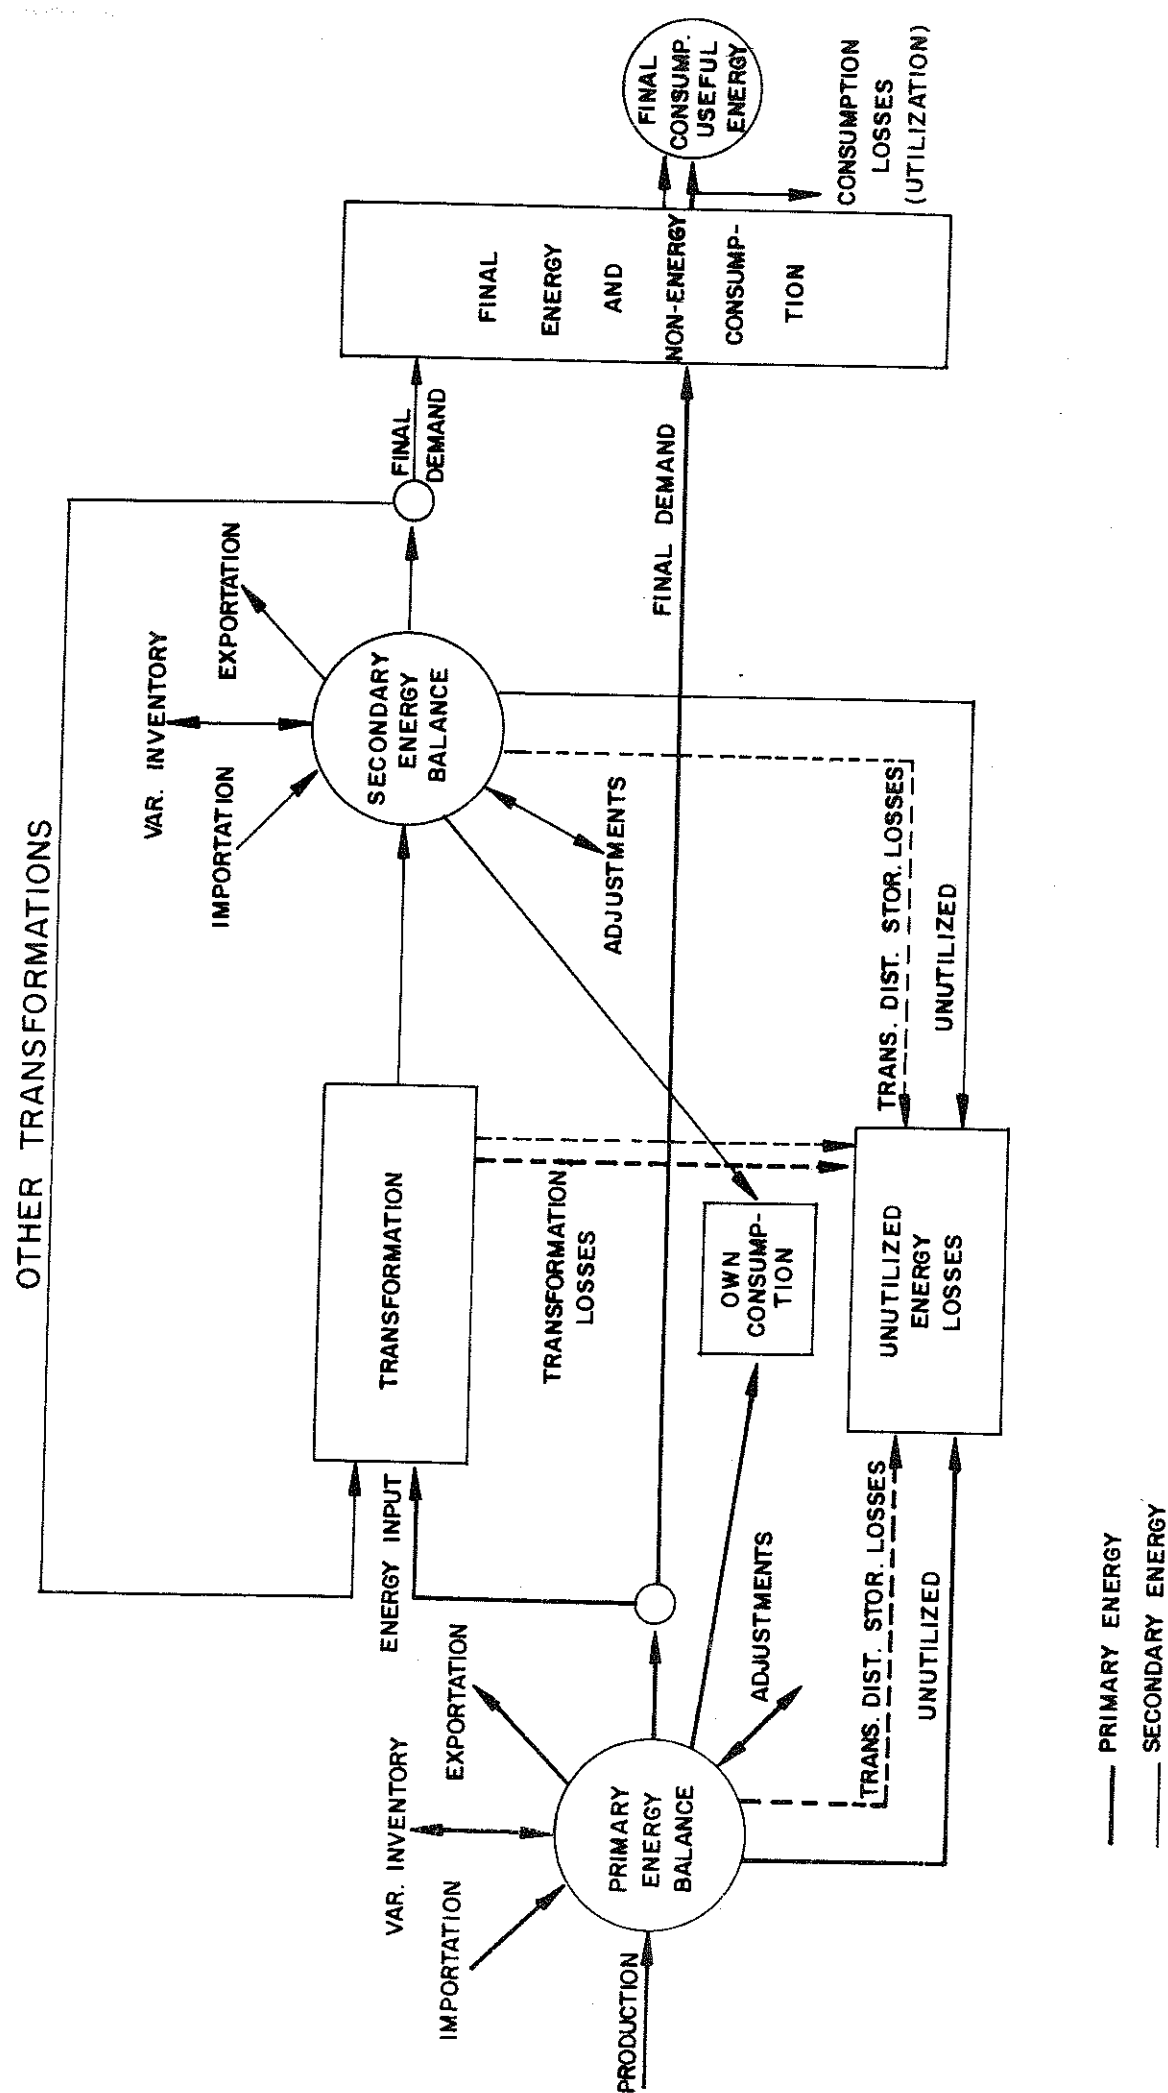 OTHER TRANSFORMATIONS
VAR. INVENTORY
IMPORTATION
EXPORTATION
SECONDARY
ENERGY
BALANCE
ADJUSTMENTS
FINAL
DEMAND
TRANSFORMATION
TRANSFORMATION
LOSSES
ENERGY INPUT
VAR. INVENTORY
IMPORTATION
EXPORTATION
PRODUCTION
PRIMARY
ENERGY
BALANCE
ADJUSTMENTS
FINAL DEMAND
FINAL
ENERGY
AND
NON-ENERGY
CONSUMP-
TION
FINAL
CONSUMP.
USEFUL
ENERGY
CONSUMPTION
LOSSES
(UTILIZATION)
OWN
CONSUMP-
TION
TRANS. DIST. STOR. LOSSES
UNUTILIZED
UNUTILIZED
ENERGY
LOSSES
TRANS. DIST. STOR. LOSSES
UNUTILIZED
PRIMARY ENERGY
SECONDARY ENERGY